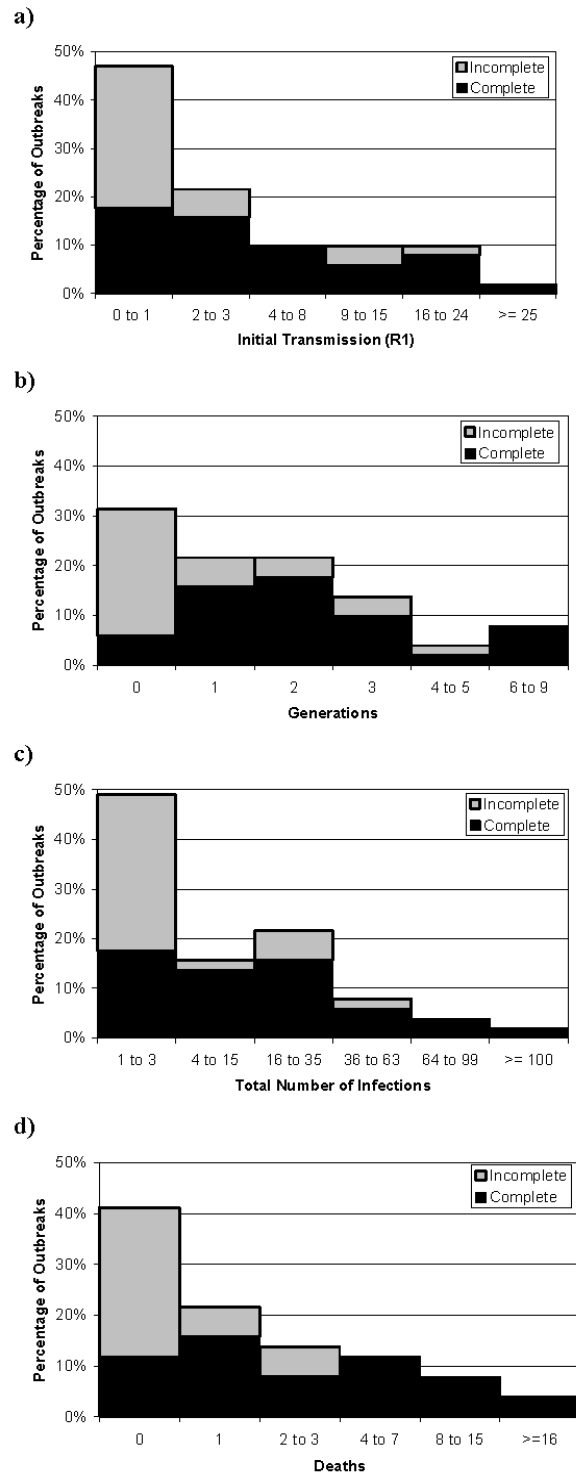 a)
50%
40%
30%
20%
10%
0%
Percentage of Outbreaks
Incomplete
Complete
0 to 1 2 to 3 4 to 8 9 to 15 16 to 24 >= 25
Initial Transmission (R1)
b)
50%
40%
30%
20%
10%
0%
Percentage of Outbreaks
Incomplete
Complete
0 1 2 3 4 to 5 6 to 9
Generations
c)
50%
40%
30%
20%
10%
0%
Percentage of Outbreaks
Incomplete
Complete
1 to 3 4 to 15 16 to 35 36 to 63 64 to 99 >= 100
Total Number of Infections
d)
50%
40%
30%
20%
10%
0%
Percentage of Outbreaks
Incomplete
Complete
0 1 2 to 3 4 to 7 8 to 15 >=16
Deaths